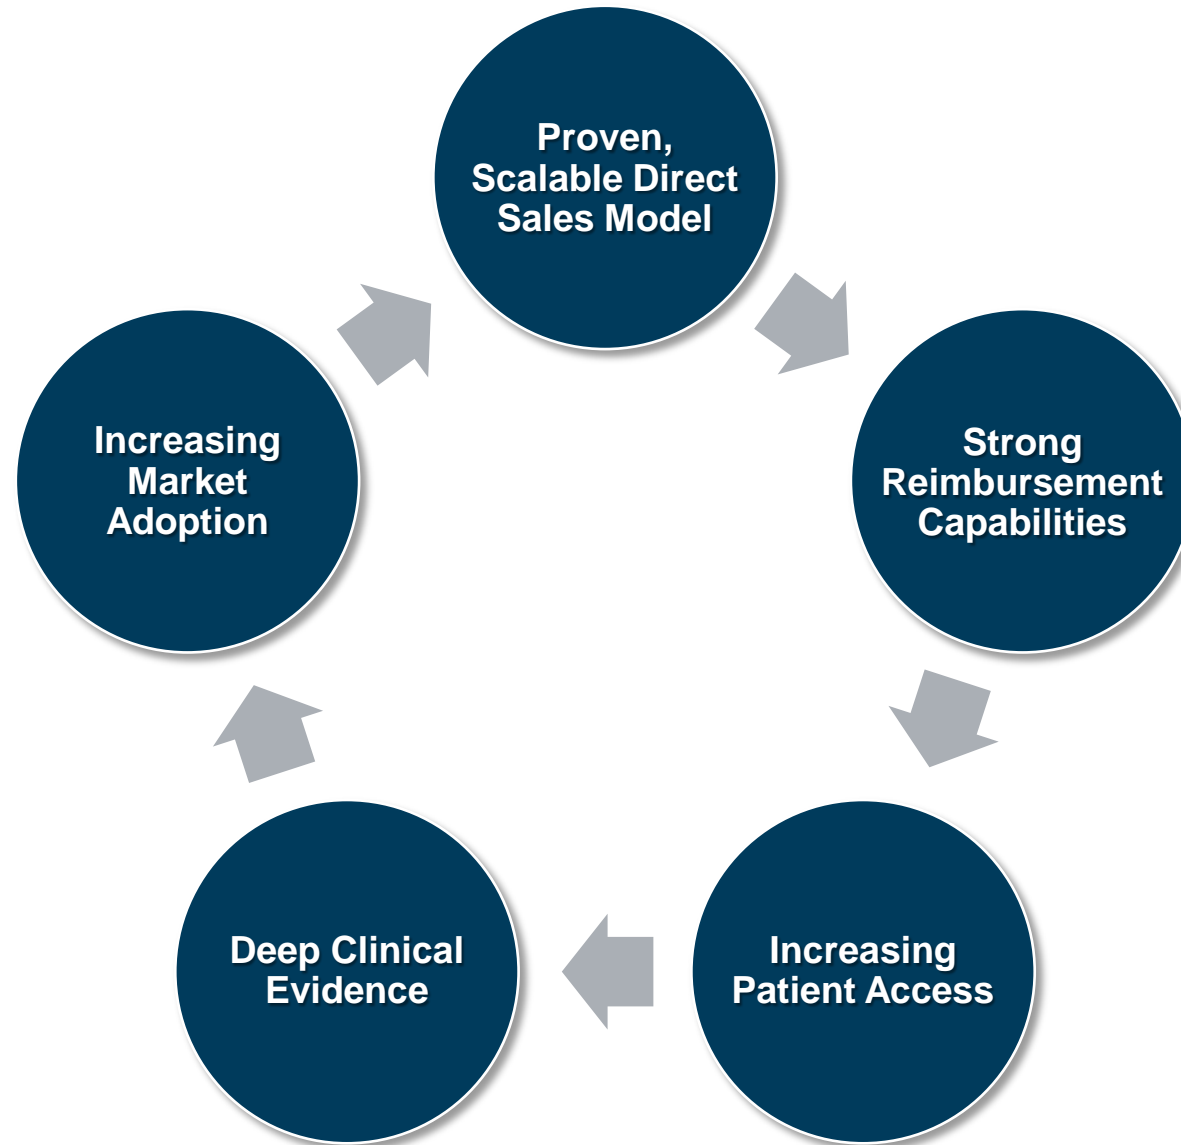 Proven,
Scalable Direct
Sales Model
Increasing
Market
Adoption
Strong
Reimbursement
Capabilities
Deep Clinical
Evidence
Increasing
Patient Access